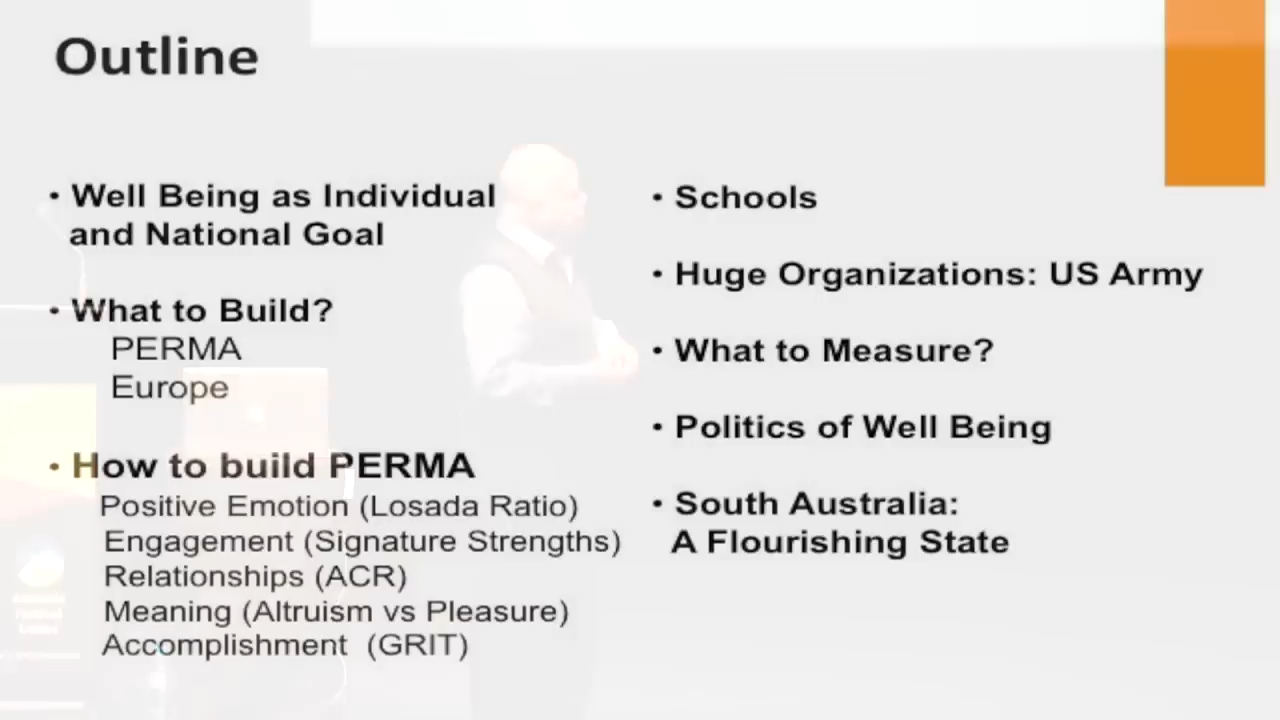 Outline
• Well Being as Individual
and National Goal
• What to Build?
PERMA
Europe
• How to build PERMA
Positive Emotion (Losada Ratio)
Engagement (Signature Strengths)
Relationships (ACR)
Meaning (Altruism vs Pleasure)
Accomplishment (GRIT)
• Schools
• Huge Organizations: US Army
• What to Measure?
• Politics of Well Being
• South Australia:
A Flourishing State